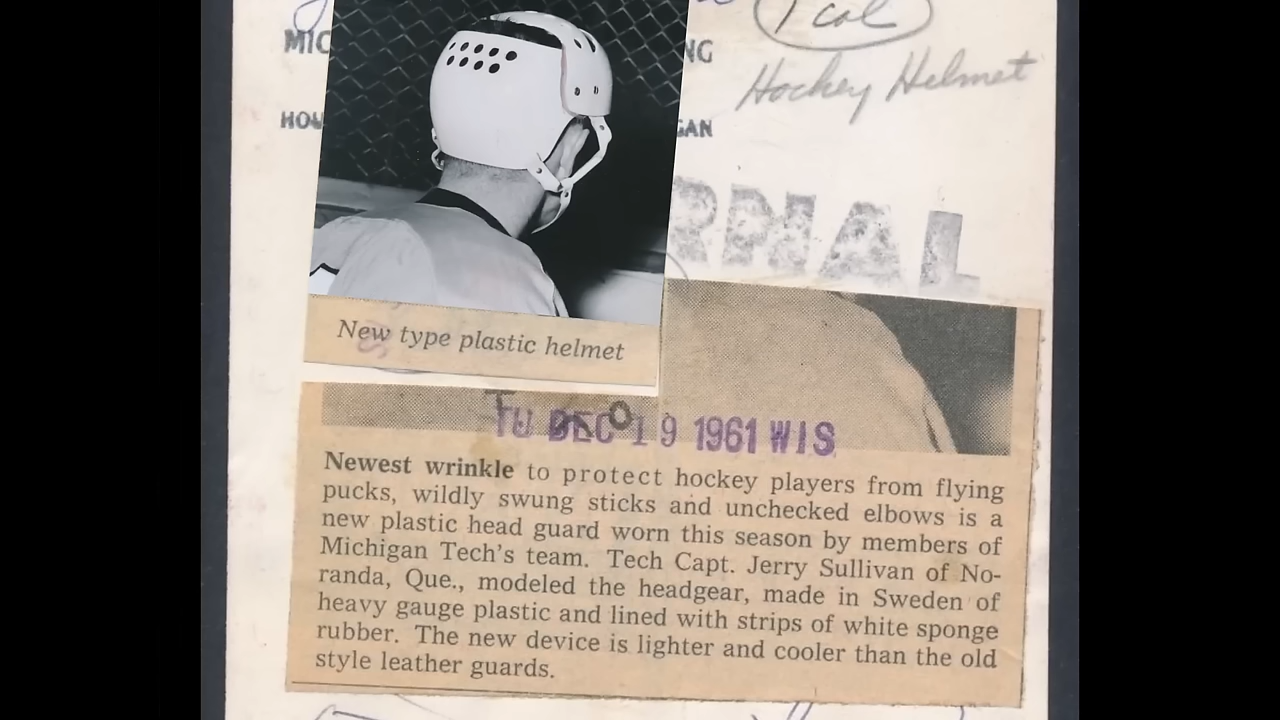 1 col
MIC
NG
Hockey Helmet
HOU
GAN
RNAL
New type plastic helmet
TU DEC 19 1961 WIS
Newest wrinkle to protect hockey players from flying
pucks, wildly swung sticks and unchecked elbows is a
new plastic head guard worn this season by members of
Michigan Tech's team. Tech Capt. Jerry Sullivan of No-
randa, Que., modeled the headgear, made in Sweden of
heavy gauge plastic and lined with strips of white sponge
rubber. The new device is lighter and cooler than the old
style leather guards.